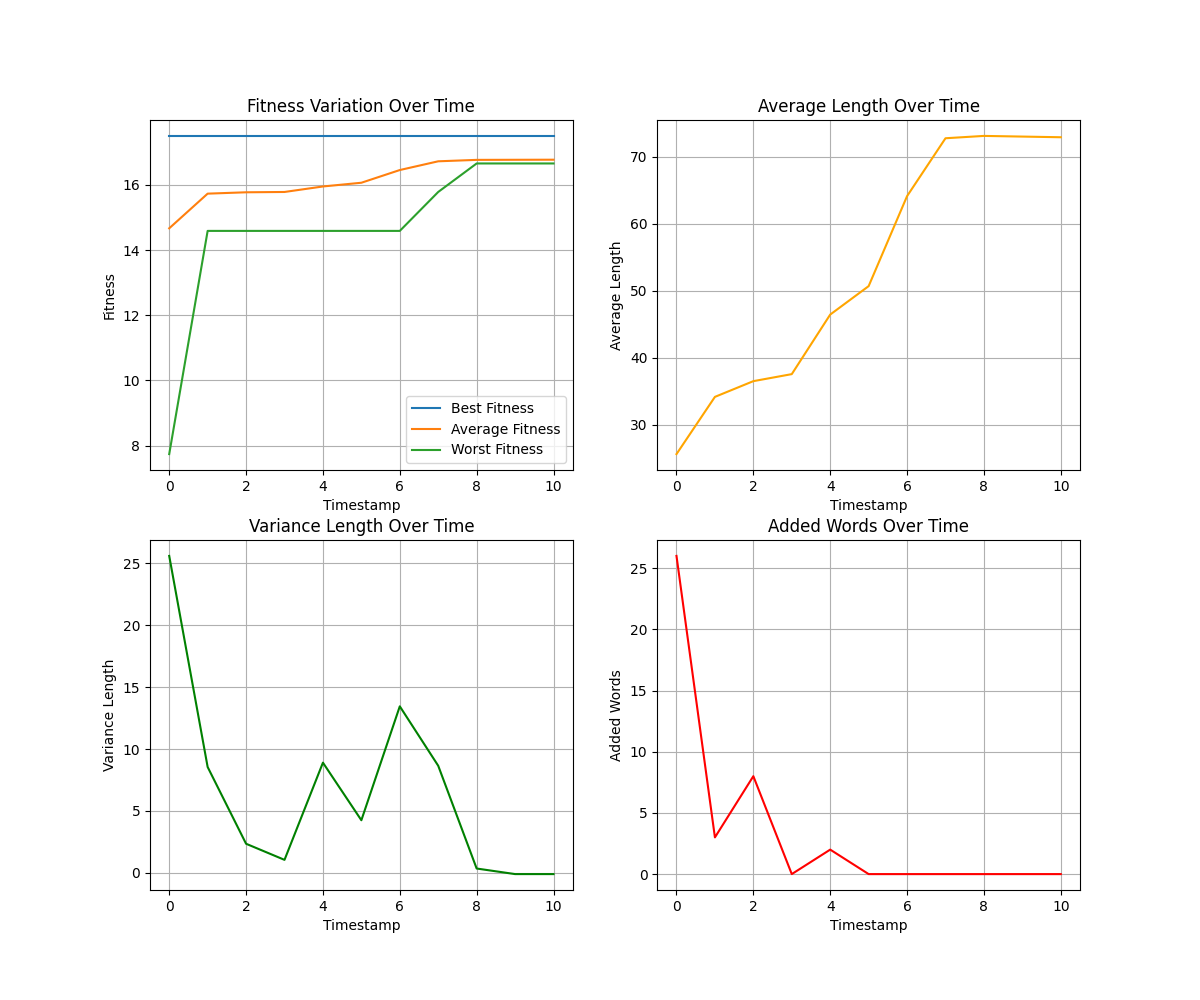 Fitness Variation Over Time
Fitness
16
14
12
10
8
Best Fitness
Average Fitness
Worst Fitness
0 2 4 6 8 10
Timestamp
Average Length Over Time
Average Length
70
60
50
40
30
0 2 4 6 8 10
Timestamp
Variance Length Over Time
Variance Length
25
20
15
10
5
0
0 2 4 6 8 10
Timestamp
Added Words Over Time
Added Words
25
20
15
10
5
0
0 2 4 6 8 10
Timestamp